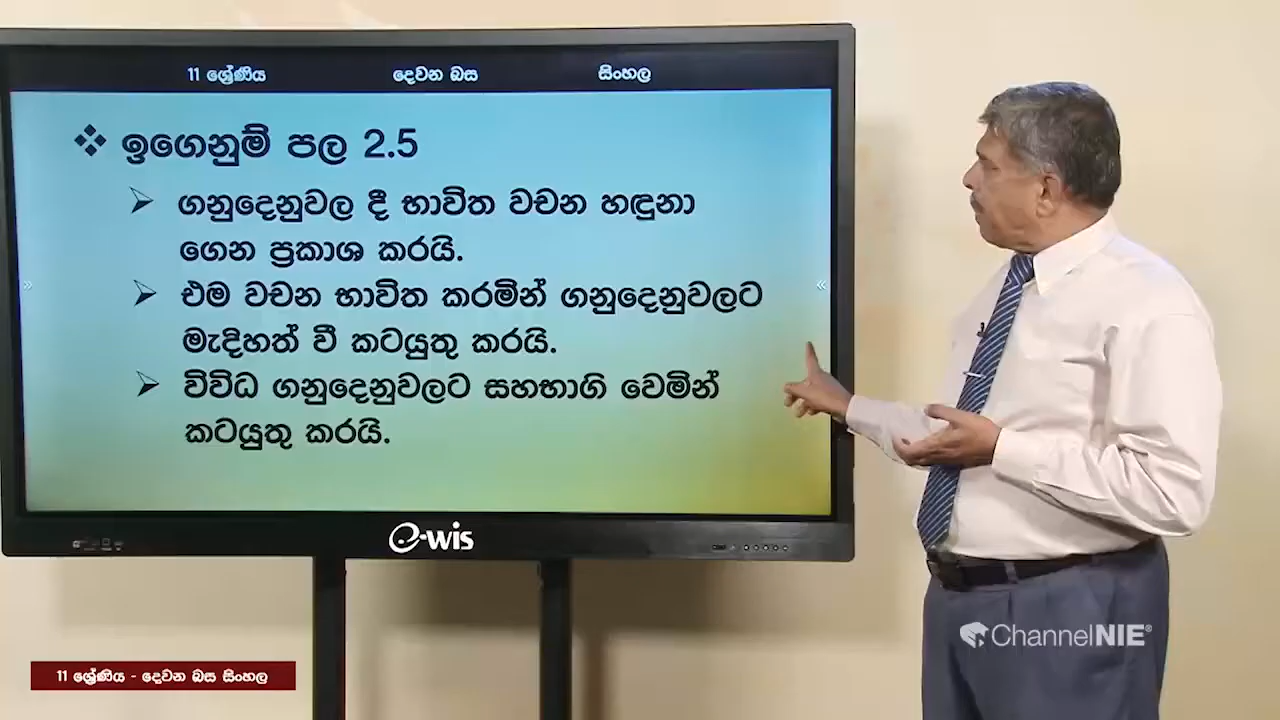 11 ශ්‍රේණිය දෙවන බස සිංහල
❖ ඉගෙනුම් පල 2.5
➢ ගනුදෙනුවල දී භාවිත වචන හඳුනා
ගෙන ප්‍රකාශ කරයි.
➢ එම වචන භාවිත කරමින් ගනුදෙනුවලට
මැදිහත් වී කටයුතු කරයි.
➢ විවිධ ගනුදෙනුවලට සහභාගි වෙමින්
කටයුතු කරයි.
e-wis
ChannelNIE®
11 ශ්‍රේණිය - දෙවන බස සිංහල